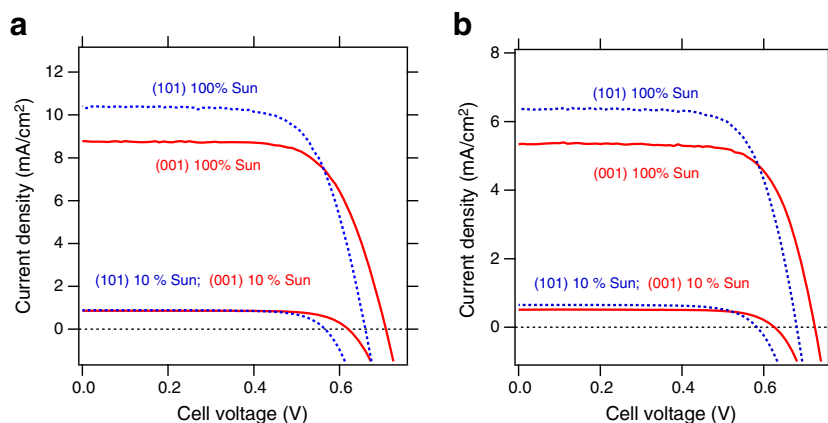 a
12
10
8
6
4
2
0
Current density (mA/cm²)
(101) 100% Sun
(001) 100% Sun
(101) 10 % Sun; (001) 10 % Sun
0.0
0.2
0.4
0.6
Cell voltage (V)
b
8
6
4
2
0
Current density (mA/cm²)
(101) 100% Sun
(001) 100% Sun
(101) 10 % Sun; (001) 10 % Sun
0.0
0.2
0.4
0.6
Cell voltage (V)